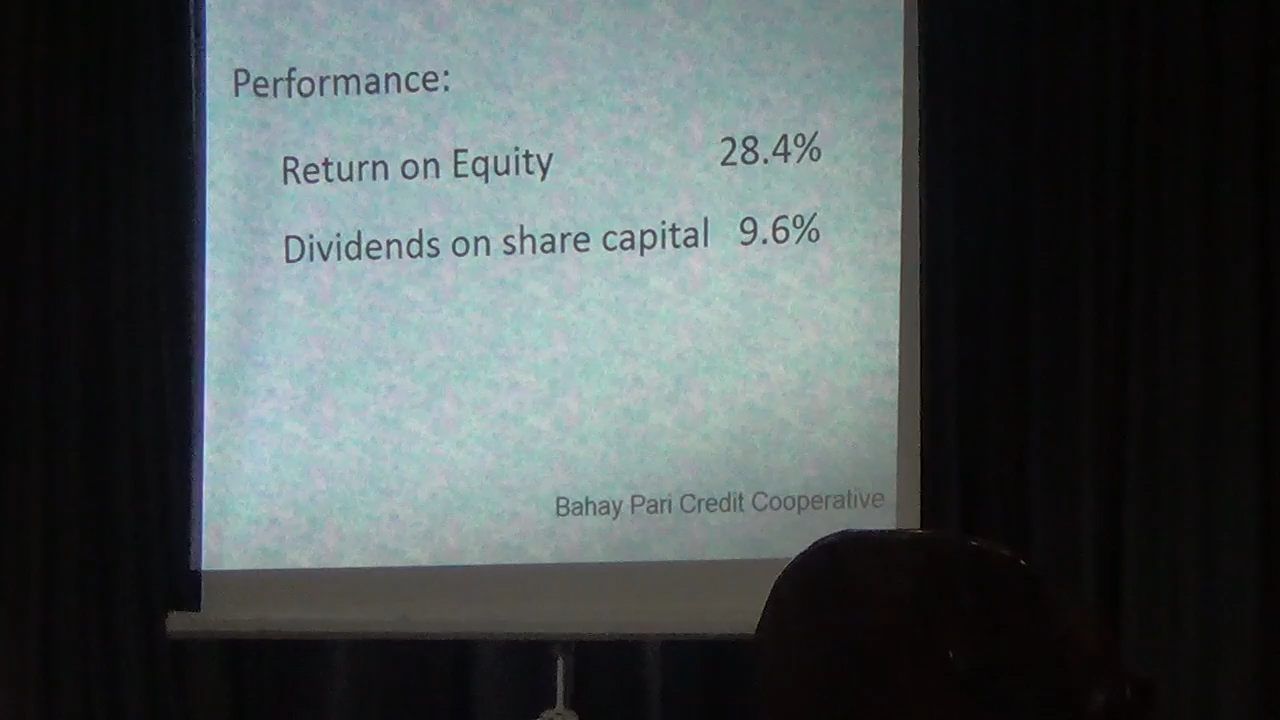 Performance:
Return on Equity 28.4%
Dividends on share capital 9.6%
Bahay Pari Credit Cooperative